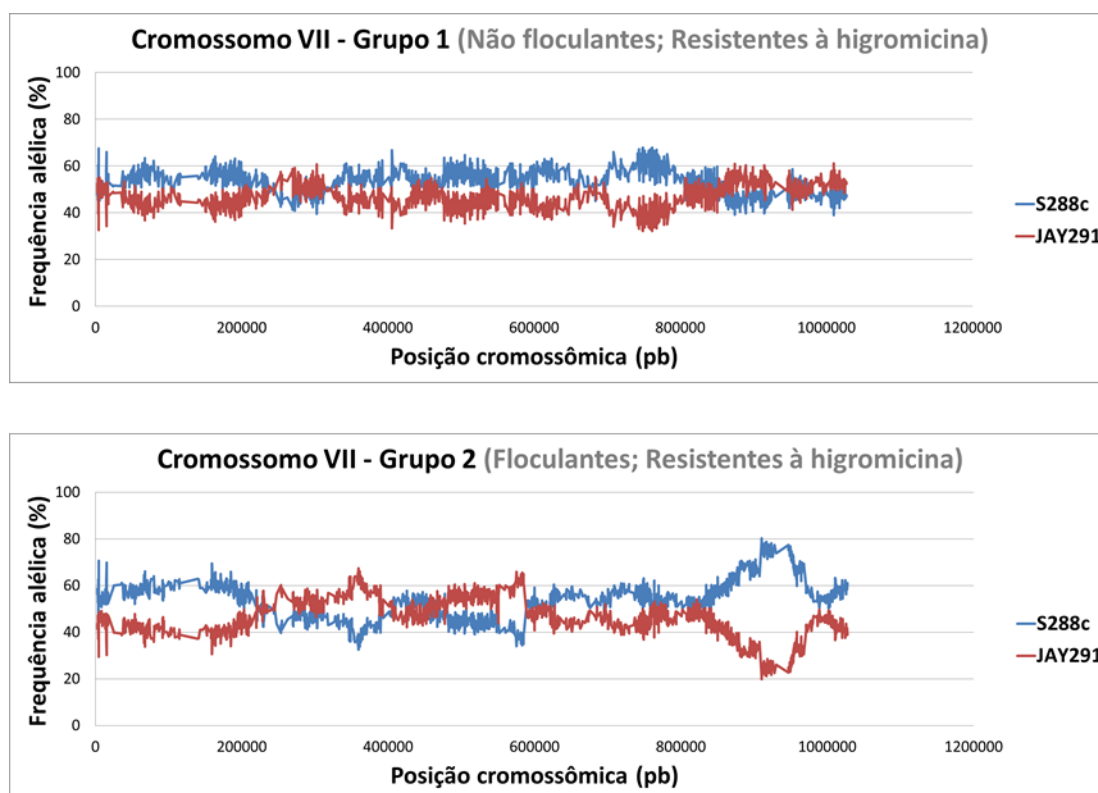 Cromossomo VII - Grupo 1 (Não floculantes; Resistentes à higromicina)
Frequência alélica (%)
100
80
60
40
20
0
0 200000 400000 600000 800000 1000000 1200000
Posição cromossômica (pb)
S288c
JAY291
Cromossomo VII - Grupo 2 (Floculantes; Resistentes à higromicina)
Frequência alélica (%)
100
80
60
40
20
0
0 200000 400000 600000 800000 1000000 1200000
Posição cromossômica (pb)
S288c
JAY291